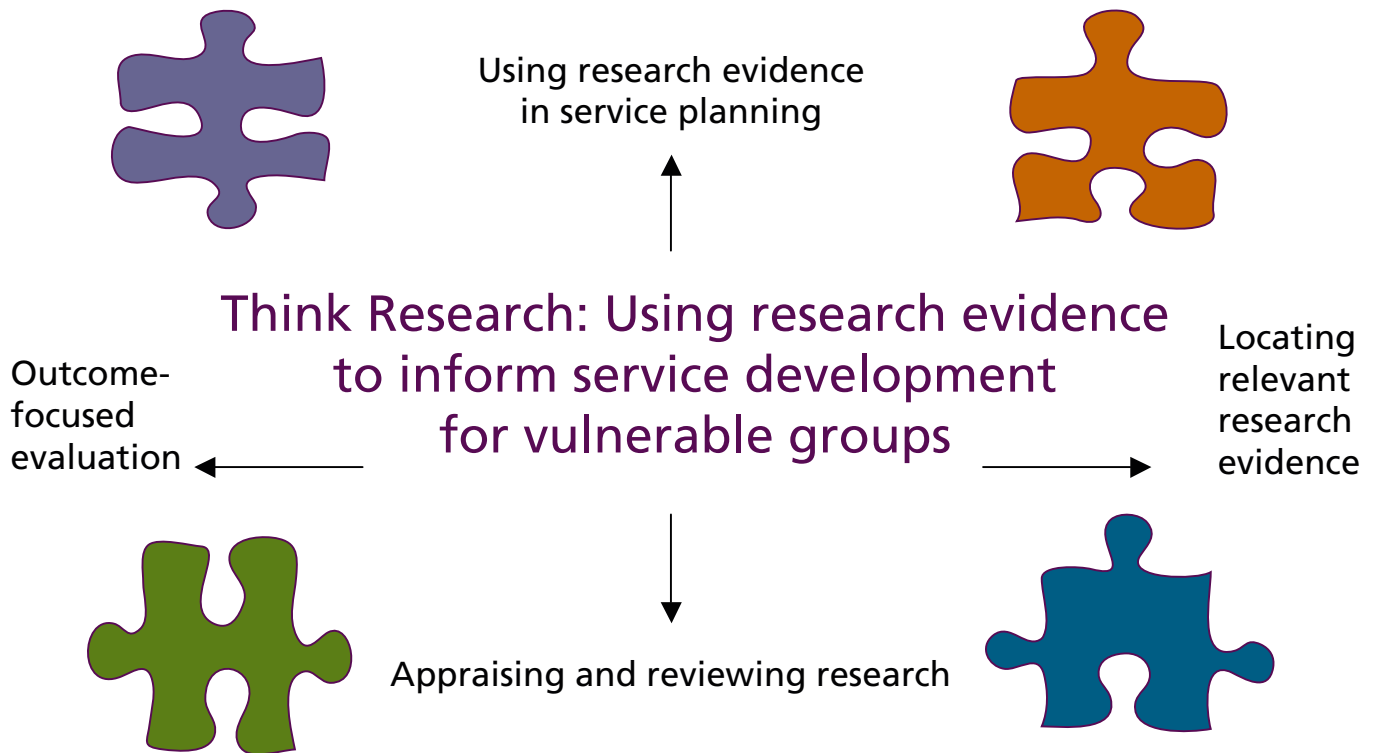 Using research evidence
in service planning
Think Research: Using research evidence
to inform service development
for vulnerable groups
Outcome-
focused
evaluation
Locating
relevant
research
evidence
Appraising and reviewing research